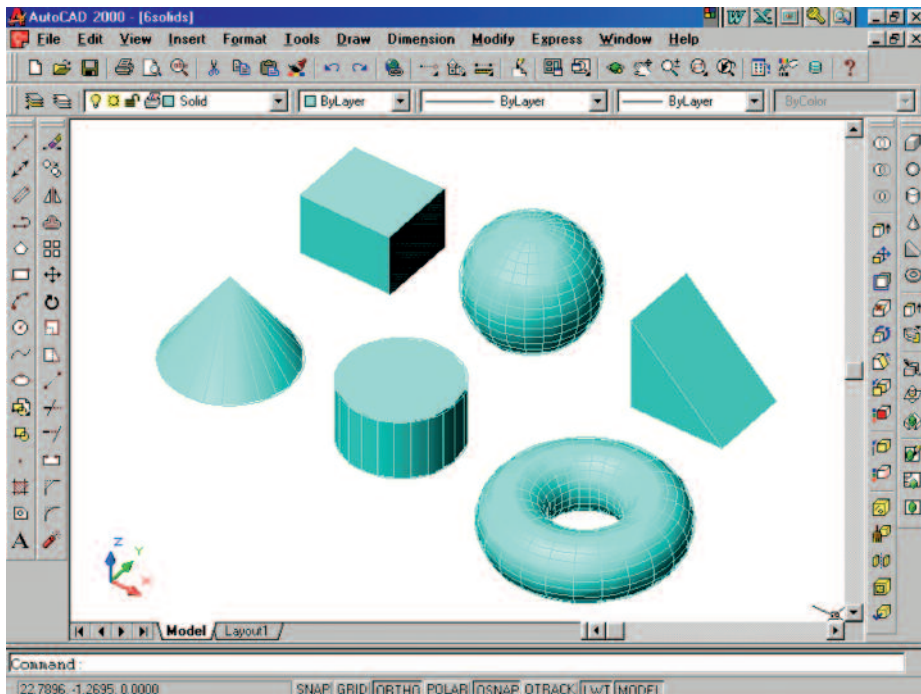 AutoCAD 2000 - [6solids]
File Edit View Insert Format Tools Draw Dimension Modify Express Window Help
Solid ByLayer ByLayer ByLayer ByColor
A
Z
Y
X
Model Layout1
Command:
22.7896, -1.2695, 0.0000 SNAP GRID ORTHO POLAR OSNAP OTRACK LWT MODEL